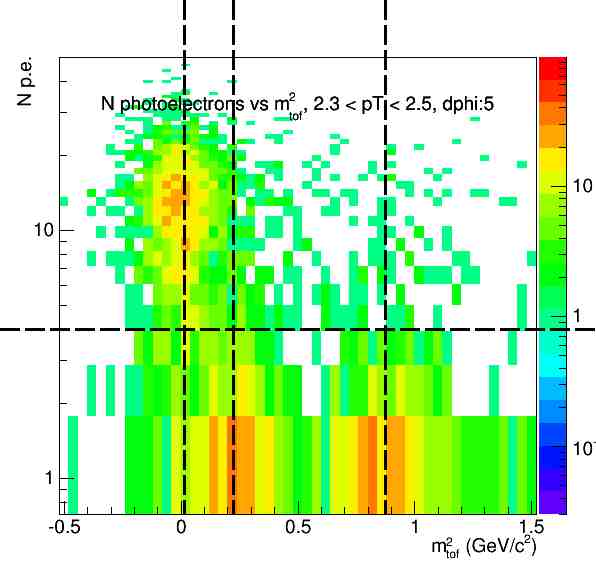 N p.e.
N photoelectrons vs m²tof, 2.3 < pT < 2.5, dphi:5
10
1
10
1
10⁻
-0.5 0 0.5 1 1.5
m²tof (GeV/c²)